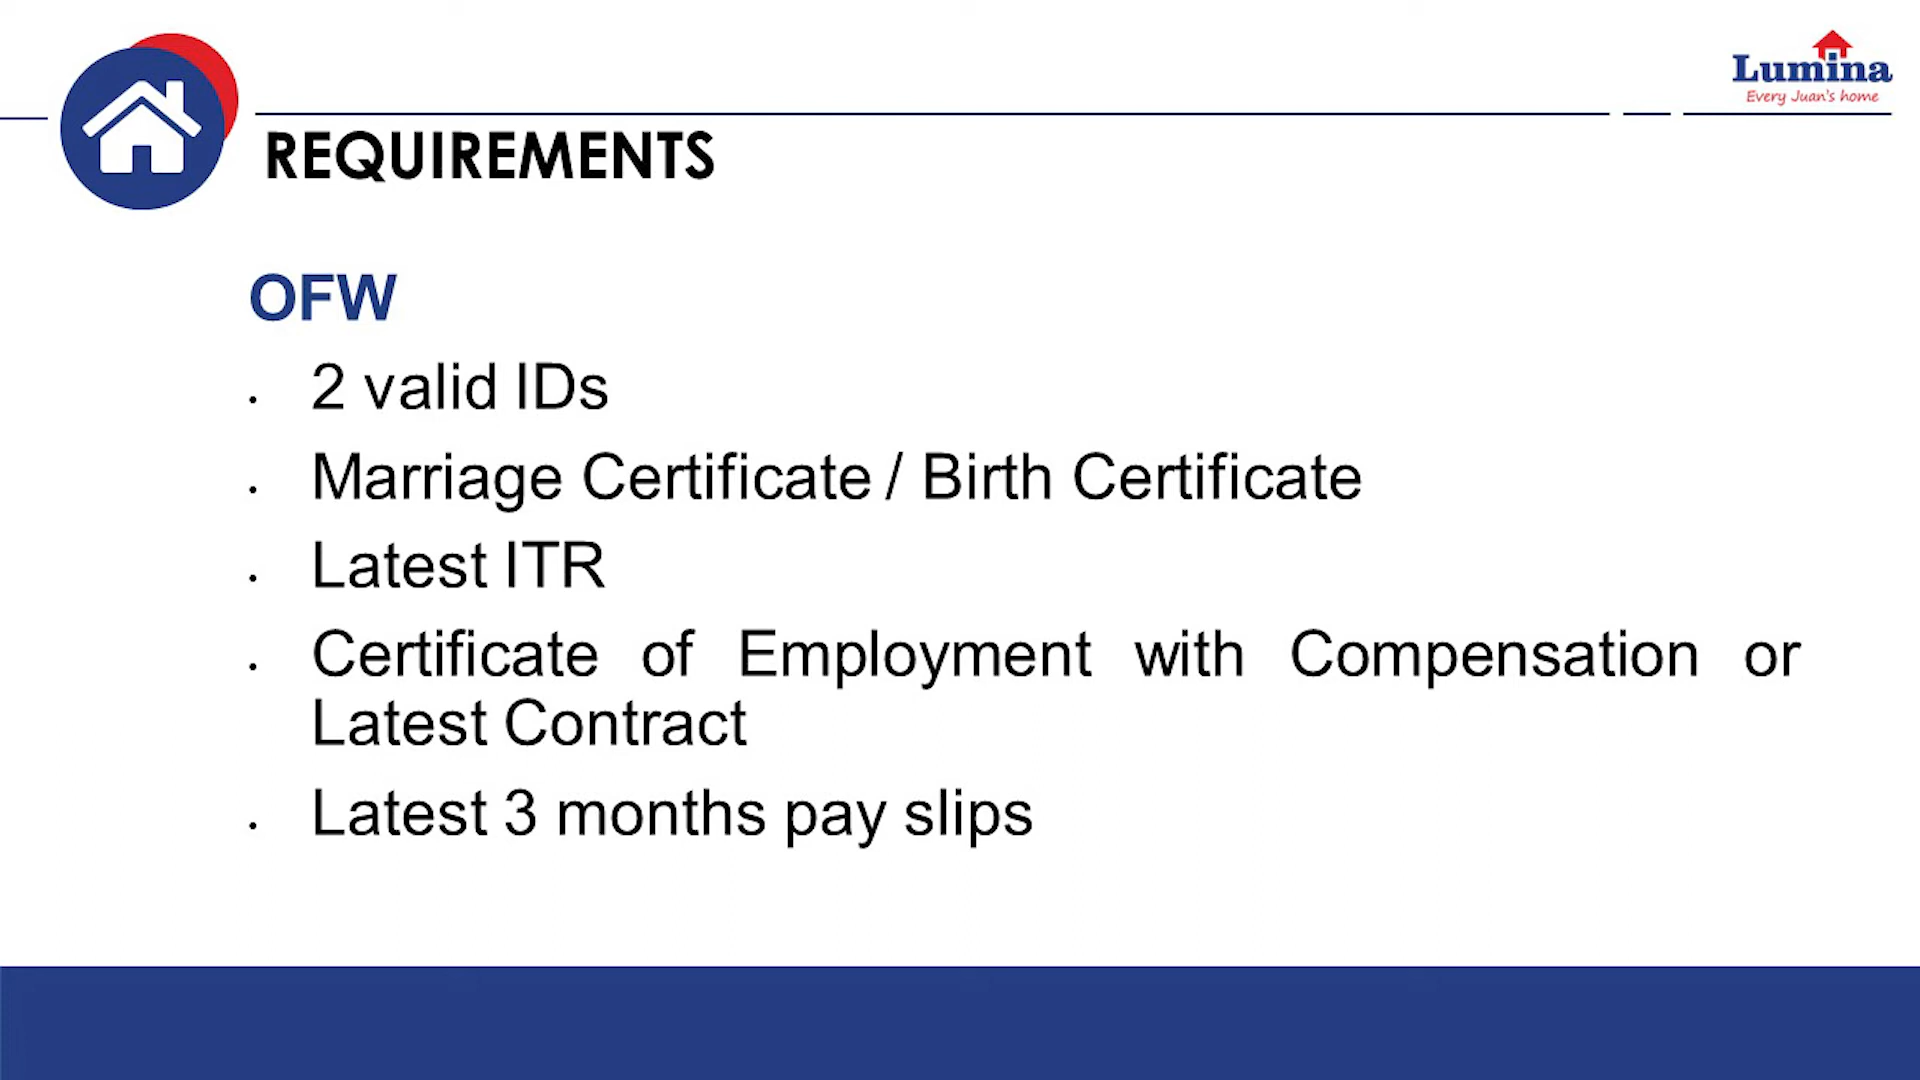 Lumina
Every Juan's home
REQUIREMENTS
OFW
• 2 valid IDs
• Marriage Certificate / Birth Certificate
• Latest ITR
• Certificate of Employment with Compensation or
Latest Contract
• Latest 3 months pay slips